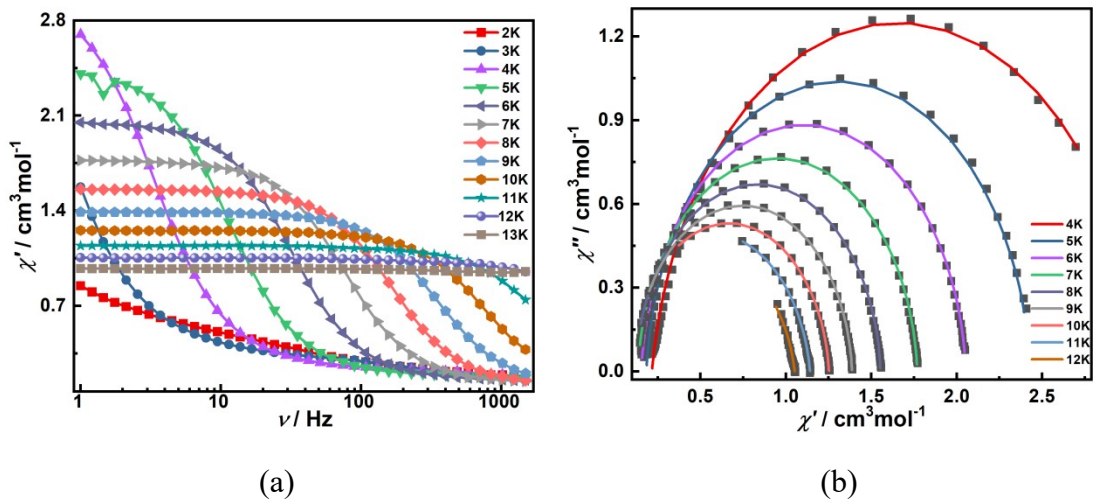 2.8
2.1
1.4
0.7
χ′ / cm³mol⁻¹
1
10
100
1000
ν / Hz
2K
3K
4K
5K
6K
7K
8K
9K
10K
11K
12K
13K
(a)
1.2
0.9
0.6
0.3
0.0
χ″ / cm³mol⁻¹
0.5
1.0
1.5
2.0
2.5
χ′ / cm³mol⁻¹
4K
5K
6K
7K
8K
9K
10K
11K
12K
(b)